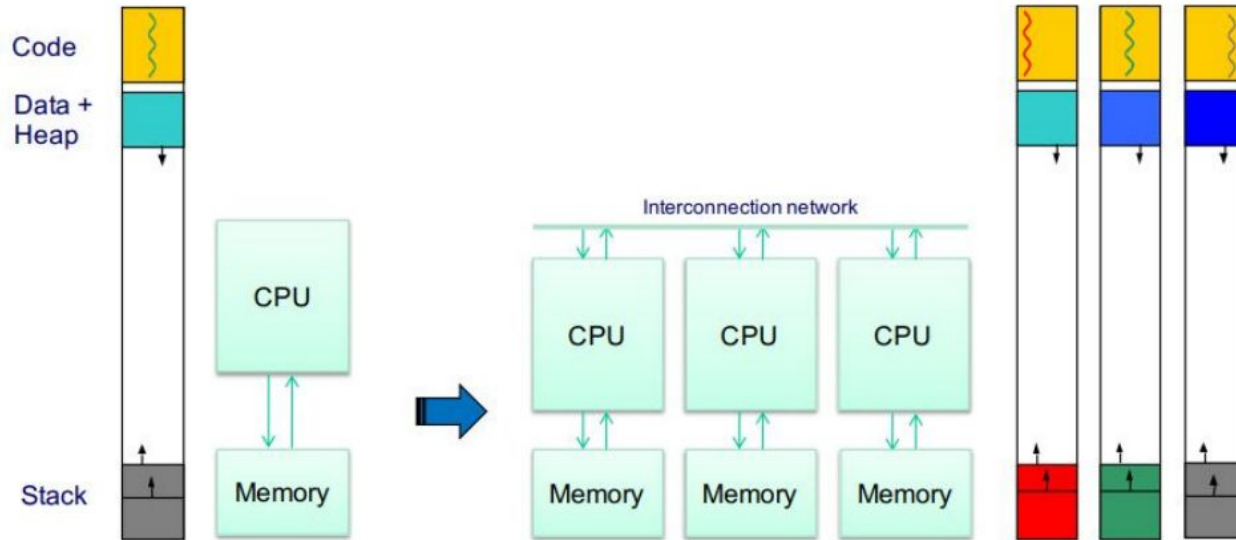 Code
Data +
Heap
Interconnection network
CPU
CPU
CPU
CPU
Stack
Memory
Memory
Memory
Memory